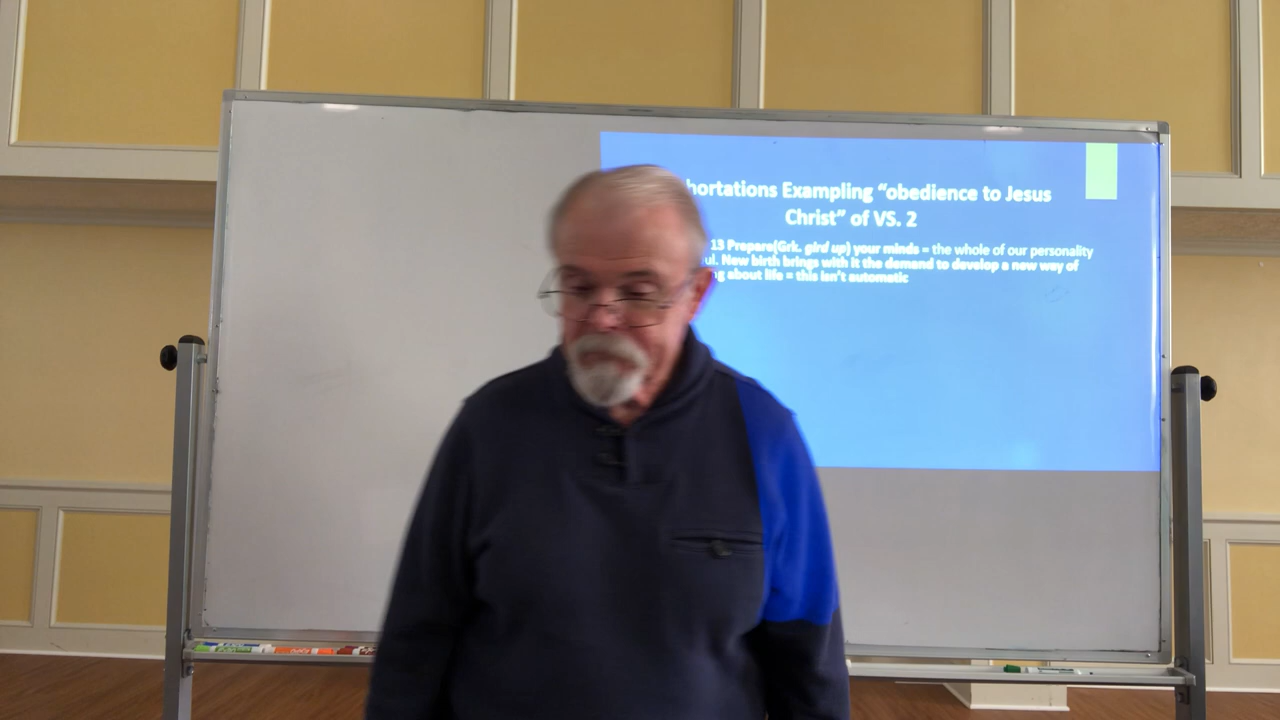 hortations Exampling “obedience to Jesus
Christ” of VS. 2
13 Prepare(Grk. gird up) your minds = the whole of our personality
ul. New birth brings with it the demand to develop a new way of
g about life = this isn't automatic